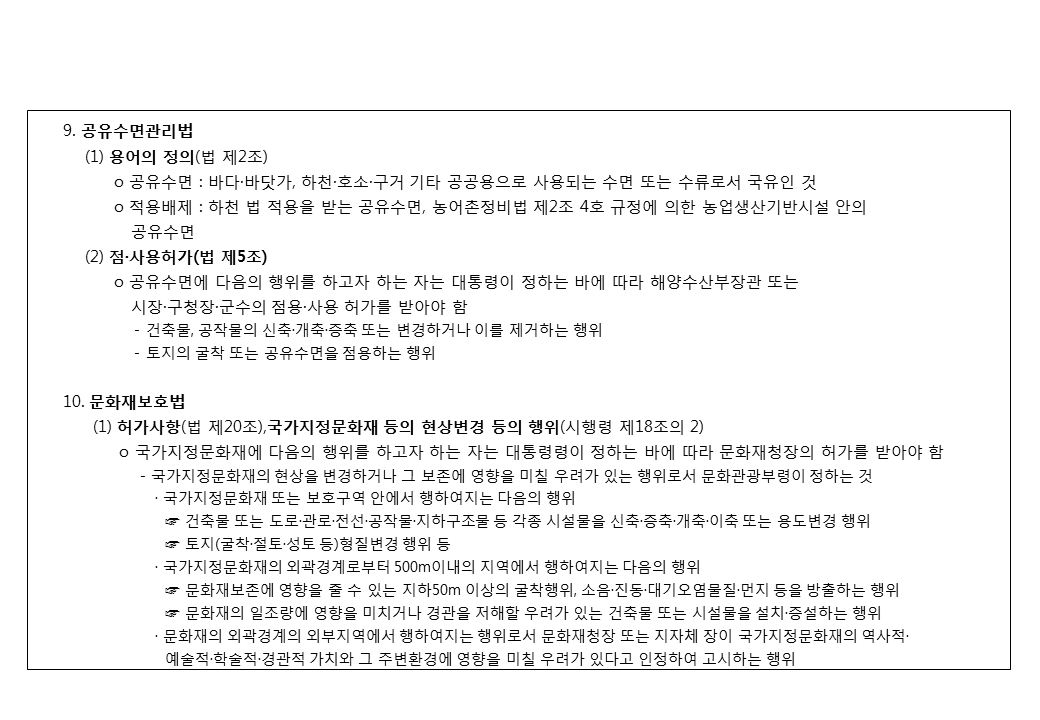 9. 공유수면관리법
(1) 용어의 정의(법 제2조)
ㅇ 공유수면 : 바다·바닷가, 하천·호소·구거 기타 공공용으로 사용되는 수면 또는 수류로서 국유인 것
ㅇ 적용배제 : 하천 법 적용을 받는 공유수면, 농어촌정비법 제2조 4호 규정에 의한 농업생산기반시설 안의
공유수면
(2) 점·사용허가(법 제5조)
ㅇ 공유수면에 다음의 행위를 하고자 하는 자는 대통령이 정하는 바에 따라 해양수산부장관 또는
시장·구청장·군수의 점용·사용 허가를 받아야 함
- 건축물, 공작물의 신축·개축·증축 또는 변경하거나 이를 제거하는 행위
- 토지의 굴착 또는 공유수면을 점용하는 행위
10. 문화재보호법
(1) 허가사항(법 제20조),국가지정문화재 등의 현상변경 등의 행위(시행령 제18조의 2)
ㅇ 국가지정문화재에 다음의 행위를 하고자 하는 자는 대통령령이 정하는 바에 따라 문화재청장의 허가를 받아야 함
- 국가지정문화재의 현상을 변경하거나 그 보존에 영향을 미칠 우려가 있는 행위로서 문화관광부령이 정하는 것
· 국가지정문화재 또는 보호구역 안에서 행하여지는 다음의 행위
☞ 건축물 또는 도로·관로·전선·공작물·지하구조물 등 각종 시설물을 신축·증축·개축·이축 또는 용도변경 행위
☞ 토지(굴착·절토·성토 등)형질변경 행위 등
· 국가지정문화재의 외곽경계로부터 500m이내의 지역에서 행하여지는 다음의 행위
☞ 문화재보존에 영향을 줄 수 있는 지하50m 이상의 굴착행위, 소음·진동·대기오염물질·먼지 등을 방출하는 행위
☞ 문화재의 일조량에 영향을 미치거나 경관을 저해할 우려가 있는 건축물 또는 시설물을 설치·증설하는 행위
· 문화재의 외곽경계의 외부지역에서 행하여지는 행위로서 문화재청장 또는 지자체 장이 국가지정문화재의 역사적·
예술적·학술적·경관적 가치와 그 주변환경에 영향을 미칠 우려가 있다고 인정하여 고시하는 행위